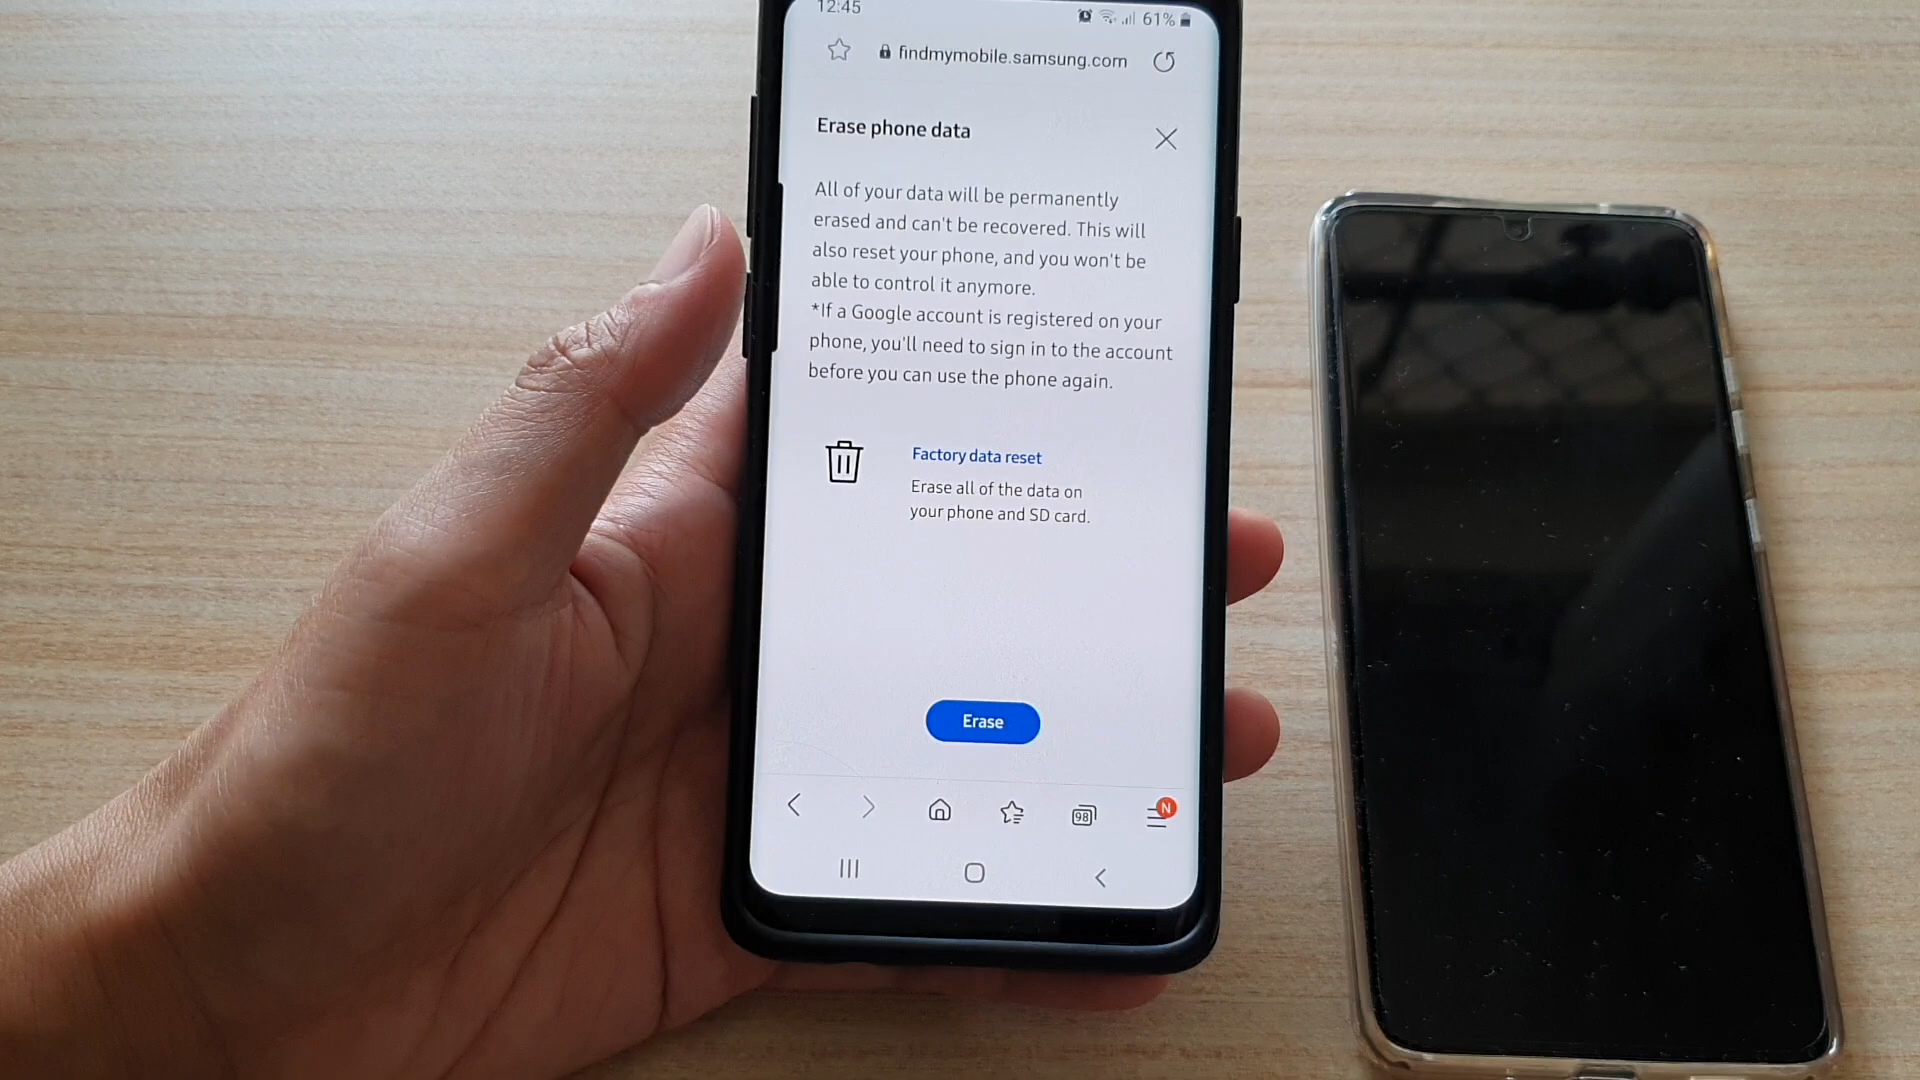 12:45 61%
findmymobile.samsung.com
Erase phone data
All of your data will be permanently
erased and can't be recovered. This will
also reset your phone, and you won't be
able to control it anymore.
*If a Google account is registered on your
phone, you'll need to sign in to the account
before you can use the phone again.
Factory data reset
Erase all of the data on
your phone and SD card.
Erase
98 N